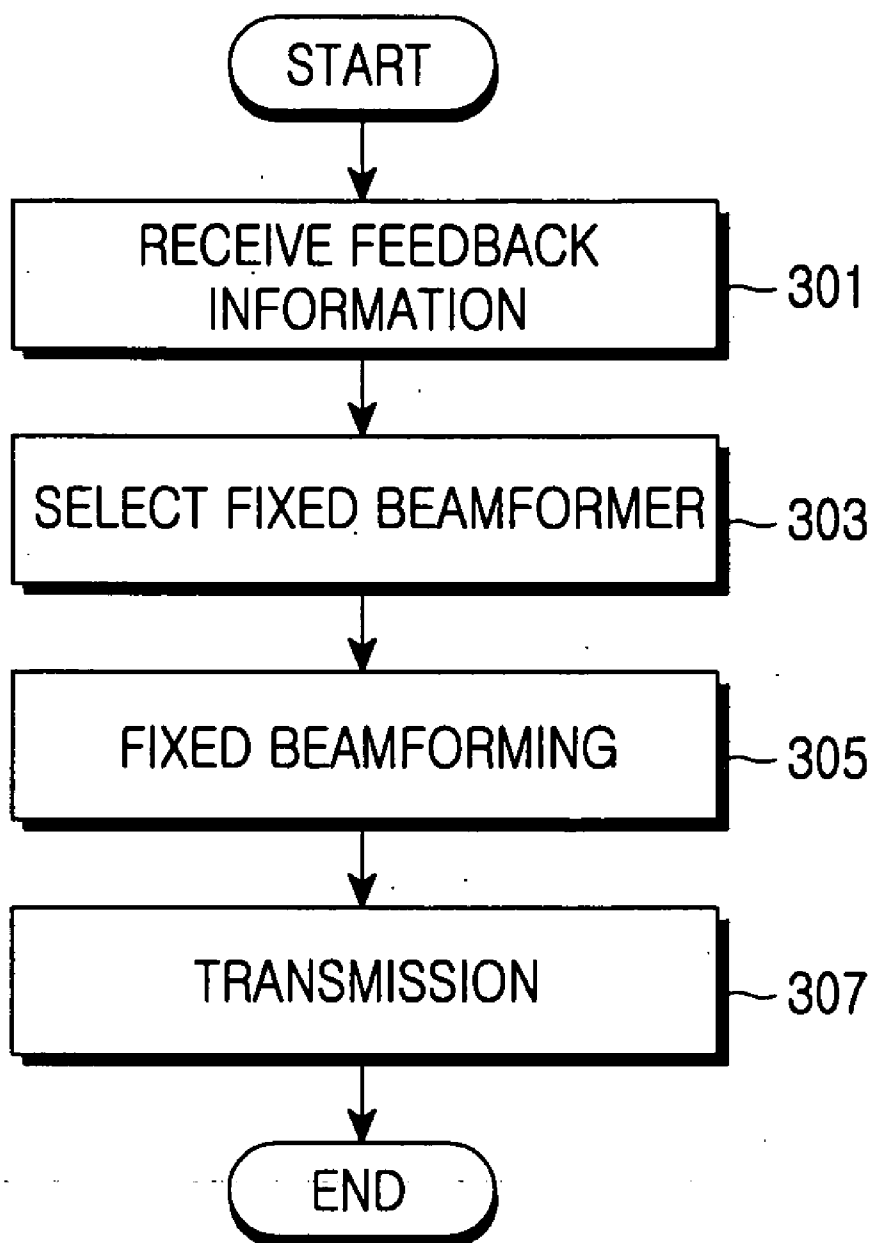 START
RECEIVE FEEDBACK
INFORMATION
301
SELECT FIXED BEAMFORMER
303
FIXED BEAMFORMING
305
TRANSMISSION
307
END